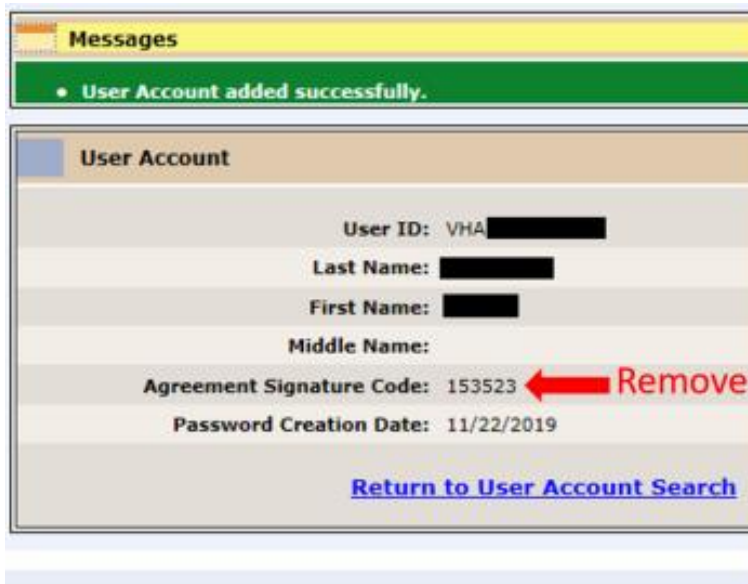 Messages
• User Account added successfully.
User Account
User ID: VHA
Last Name:
First Name:
Middle Name:
Agreement Signature Code: 153523 Remove
Password Creation Date: 11/22/2019
Return to User Account Search